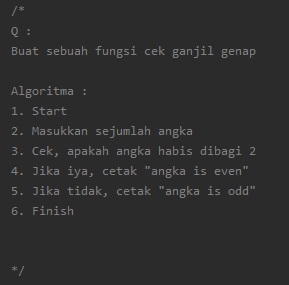 /*
Q :
Buat sebuah fungsi cek ganjil genap
Algoritma :
1. Start
2. Masukkan sejumlah angka
3. Cek, apakah angka habis dibagi 2
4. Jika iya, cetak "angka is even"
5. Jika tidak, cetak "angka is odd"
6. Finish
*/